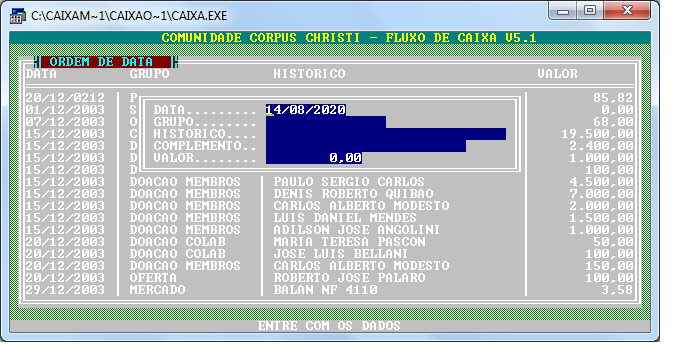 C:\CAIXAM~1\CAIXAO~1\CAIXA.EXE
COMUNIDADE CORPUS CHRISTI - FLUXO DE CAIXA V5.1
ORDEM DE DATA
DATA GRUPO HISTORICO VALOR
20/12/0212 P 85,82
01/12/2003 S DATA......... 14/08/2020 0,00
07/12/2003 O GRUPO........ 68,00
15/12/2003 C HISTORICO.... 19.500,00
15/12/2003 D COMPLEMENTO.. 2.400,00
15/12/2003 D VALOR........ 0,00 1.000,00
15/12/2003 D 100,00
15/12/2003 DOACAO MEMBROS PAULO SERGIO CARLOS 4.500,00
15/12/2003 DOACAO MEMBROS DENIS ROBERTO QUIBAO 7.000,00
15/12/2003 DOACAO MEMBROS CARLOS ALBERTO MODESTO 2.000,00
15/12/2003 DOACAO MEMBROS LUIS DANIEL MENDES 1.500,00
15/12/2003 DOACAO MEMBROS ADILSON JOSE ANGOLINI 1.000,00
20/12/2003 DOACAO COLAB MARIA TERESA PASCON 50,00
20/12/2003 DOACAO COLAB JOSE LUIS BELLANI 100,00
20/12/2003 DOACAO MEMBROS CARLOS ALBERTO MODESTO 150,00
20/12/2003 OFERTA ROBERTO JOSE PALARO 100,00
29/12/2003 MERCADO BALAN NF 4110 3,58
ENTRE COM OS DADOS